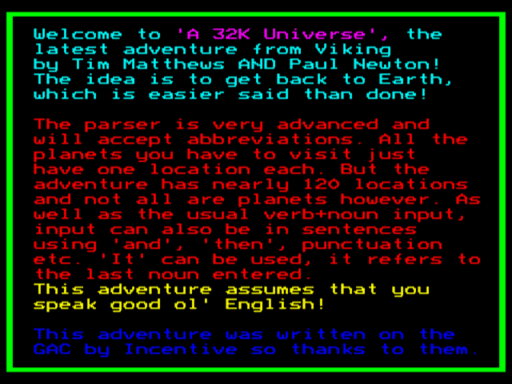 Welcome to 'A 32K Universe', the
latest adventure from Viking
by Tim Matthews AND Paul Newton!
The idea is to get back to Earth,
which is easier said than done!
The parser is very advanced and
will accept abbreviations. All the
planets you have to visit just
have one location each. But the
adventure has nearly 120 locations
and not all are planets however. As
well as the usual verb+noun input,
input can also be in sentences
using 'and', 'then', punctuation
etc. 'It' can be used, it refers to
the last noun entered.
This adventure assumes that you
speak good ol' English!
This adventure was written on the
GAC by Incentive so thanks to them.